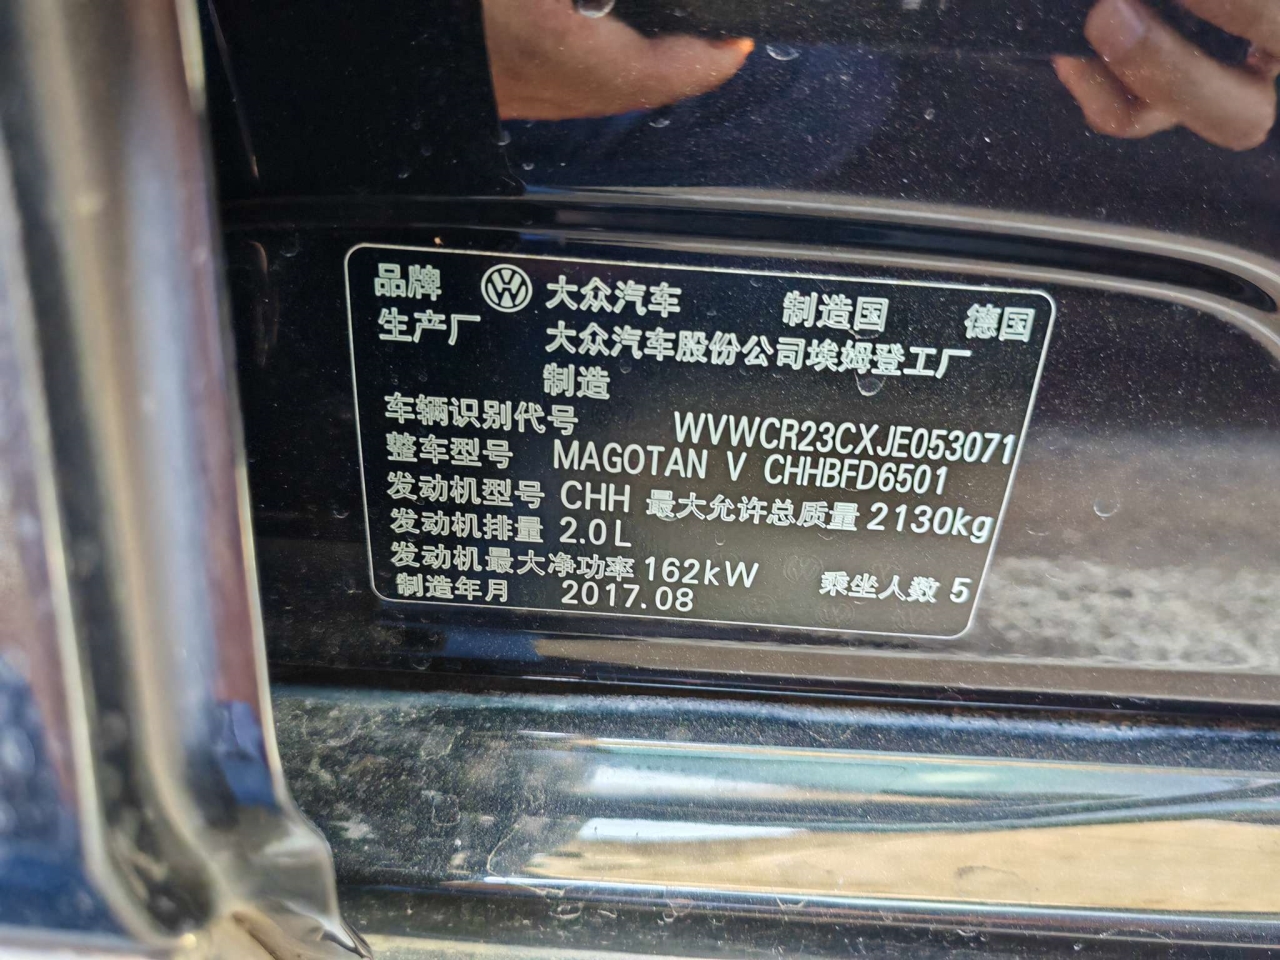 品牌 大众汽车 制造国 德国
生产厂 大众汽车股份公司埃姆登工厂
制造
车辆识别代号 WVWCR23CXJE053071
整车型号 MAGOTAN V CHHBFD6501
发动机型号 CHH 最大允许总质量 2130kg
发动机排量 2.0L
发动机最大净功率 162kW 乘坐人数 5
制造年月 2017.08